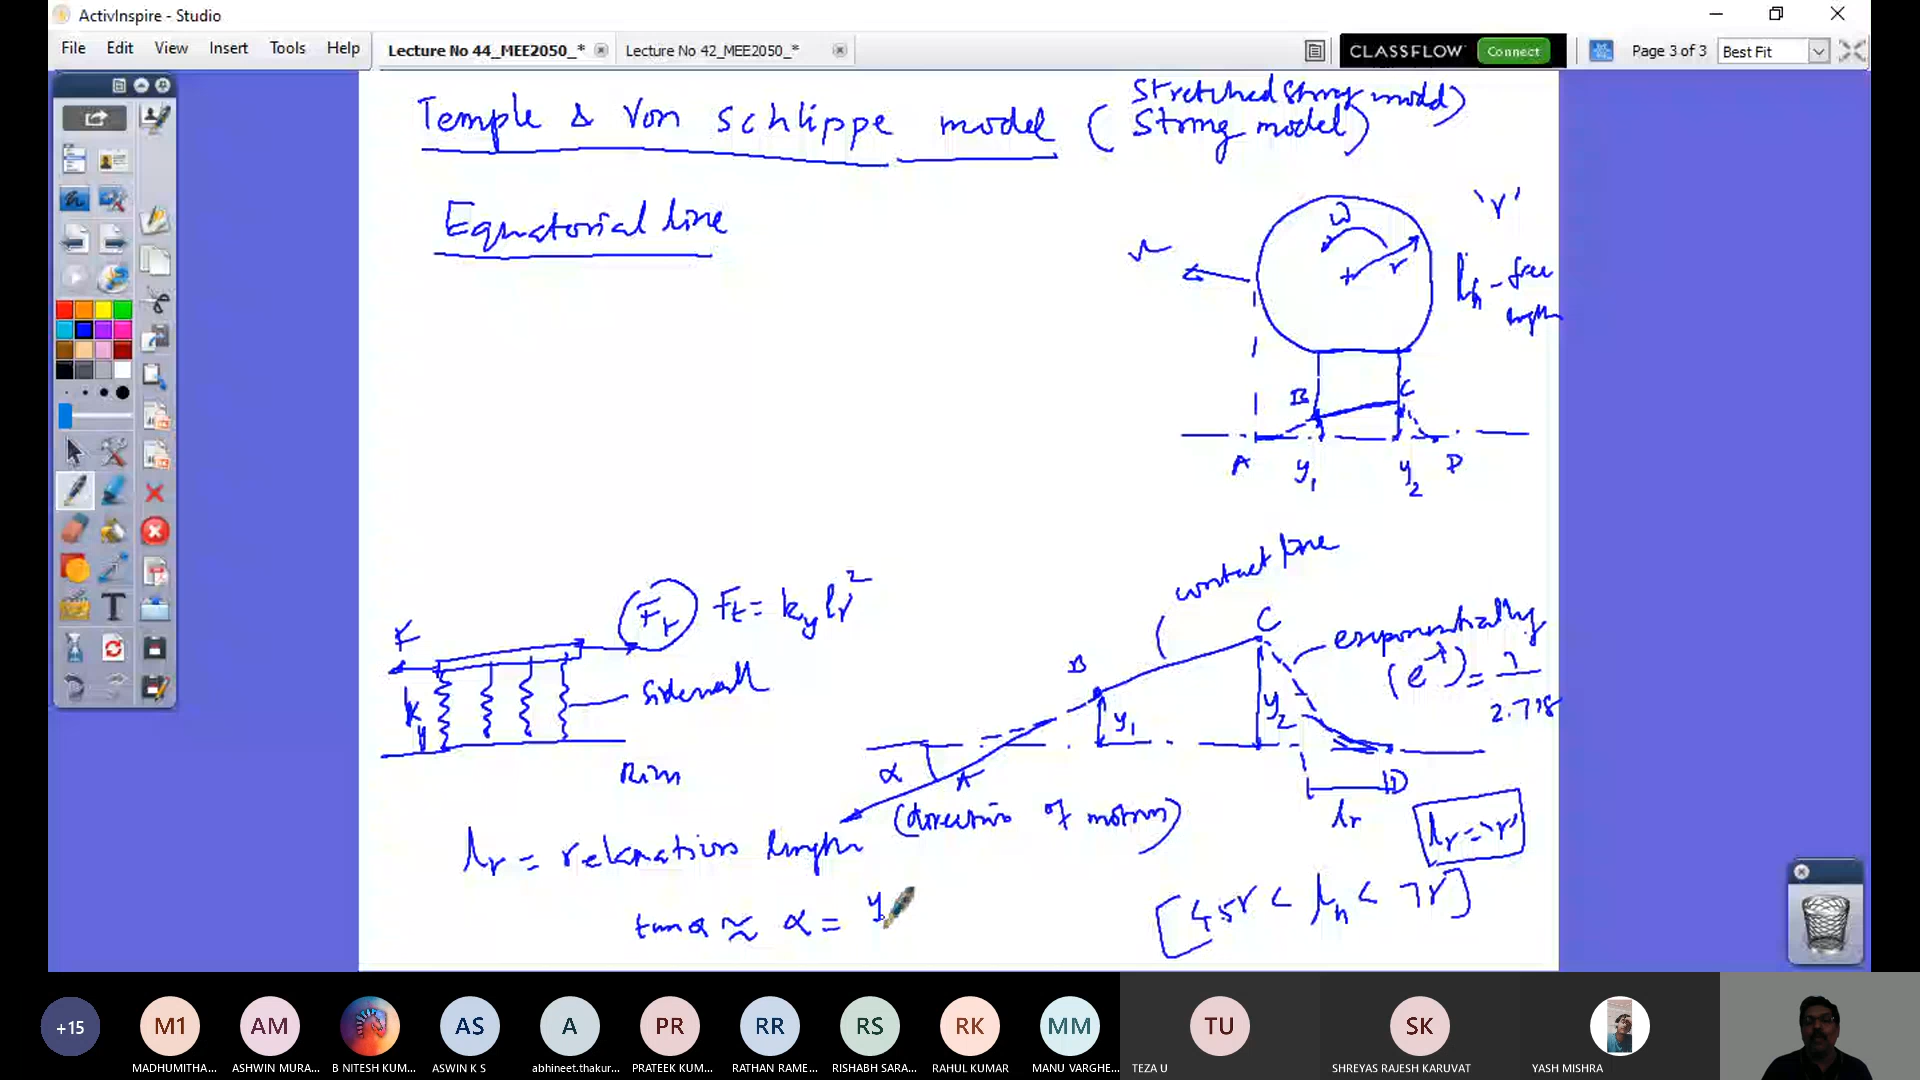 ActivInspire - Studio
File Edit View Insert Tools Help
Lecture No 44_MEE2050_* Lecture No 42_MEE2050_*
CLASSFLOW Connect
Page 3 of 3 Best Fit
Temple & Von Schlippe model (String model)
(Stretched string model)
Equatorial line
'r'
ω
r
free length
B C
A y1 y2 D
contact line
Ft Ft = ky lr²
F
ky
sidewall
Rim
B C
y1 y2
exponentially
(e⁻¹) = 1/2.718
α A
(direction of motion)
D
lr
lr = 'r'
lr = relaxation length
tan α ≈ α = y
[4.5r < lh < 7r]
+15 M1 AM AS A PR RR RS RK MM TU SK
MADHUMITHA... ASHWIN MURA... B NITESH KUM... ASWIN K S abhineet.thakur... PRATEEK KUM... RATHAN RAME... RISHABH SARA... RAHUL KUMAR MANU VARGHE... TEZA U SHREYAS RAJESH KARUVAT YASH MISHRA